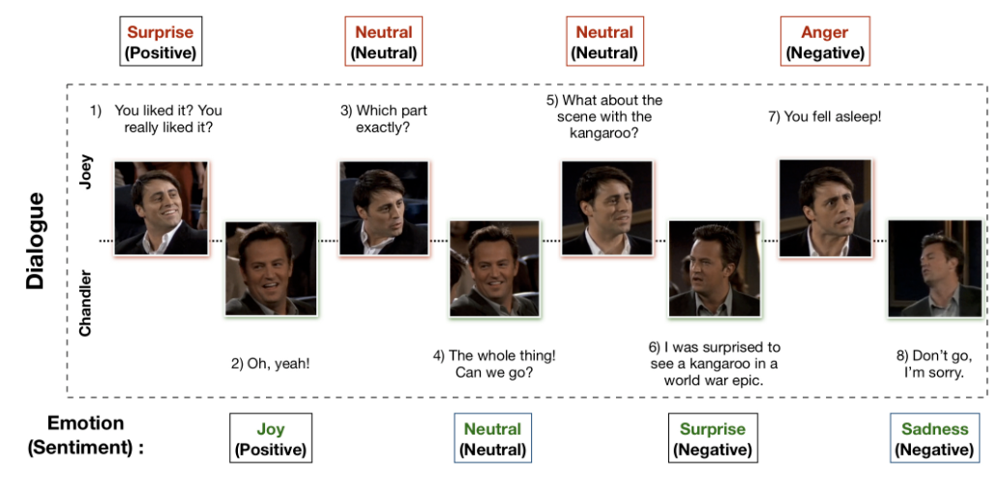 Surprise
(Positive)
Neutral
(Neutral)
Neutral
(Neutral)
Anger
(Negative)
Dialogue
Joey
Chandler
1) You liked it? You
really liked it?
3) Which part
exactly?
5) What about the
scene with the
kangaroo?
7) You fell asleep!
2) Oh, yeah!
4) The whole thing!
Can we go?
6) I was surprised to
see a kangaroo in a
world war epic.
8) Don’t go,
I’m sorry.
Emotion
(Sentiment) :
Joy
(Positive)
Neutral
(Neutral)
Surprise
(Negative)
Sadness
(Negative)